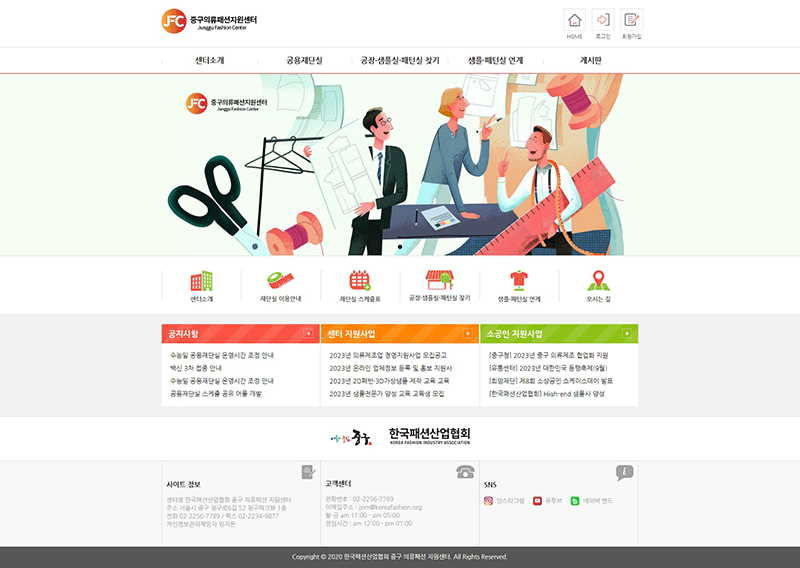 JFC 중구의류패션지원센터
Junggu Fashion Center
HOME 로그인 회원가입
센터소개 공용재단실 공장·샘플실·패턴실 찾기 샘플·패턴실 연계 게시판
JFC 중구의류패션지원센터
Junggu Fashion Center
센터소개 재단실 이용안내 재단실 스케줄표 공장·샘플실·패턴실 찾기 샘플·패턴실 연계 오시는 길
공지사항
수능일 공용재단실 운영시간 조정 안내
백신 3차 접종 안내
수능일 공용재단실 운영시간 조정 안내
공용재단실 스케줄 공유 어플 개발
센터 지원사업
2023년 의류제조업 경영지원사업 모집공고
2023년 온라인 업체정보 등록 및 홍보 지원사
2023년 2D패턴·3D가상샘플 제작 교육 교육
2023년 샘플전문가 양성 교육 교육생 모집
소공인 지원사업
[중구청] 2023년 중구 의류제조 협업화 지원
[유통센터] 2023년 대한민국 동행축제(9월)
[희망재단] 제8회 소상공인 쇼케이스데이 발표
[한국패션산업협회] High-end 샘플사 양성
중구
한국패션산업협회
KOREA FASHION INDUSTRY ASSOCIATION
사이트 정보
센터명 한국패션산업협회 중구 의류패션 지원센터
주소 서울시 중구 청구로6길 52 청구파크뷰 1층
전화 02-2256-7789 / 팩스 02-2234-9877
개인정보관리책임자 임지온
고객센터
전화번호 : 02-2256-7789
이메일주소 : jyim@koreafashion.org
월-금 am 11:00 - pm 05:00
점심시간 : am 12:00 - pm 01:00
SNS
인스타그램 유투브 네이버 밴드
Copyright © 2020 한국패션산업협회 중구 의류패션 지원센터. All Rights Reserved.